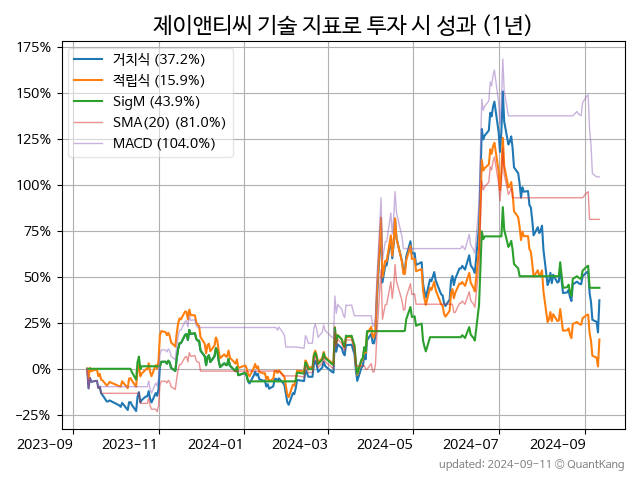 제이앤티씨 기술 지표로 투자 시 성과 (1년)
175%
150%
125%
100%
75%
50%
25%
0%
−25%
거치식 (37.2%)
적립식 (15.9%)
SigM (43.9%)
SMA(20) (81.0%)
MACD (104.0%)
2023-09 2023-11 2024-01 2024-03 2024-05 2024-07 2024-09
updated: 2024-09-11 © QuantKang